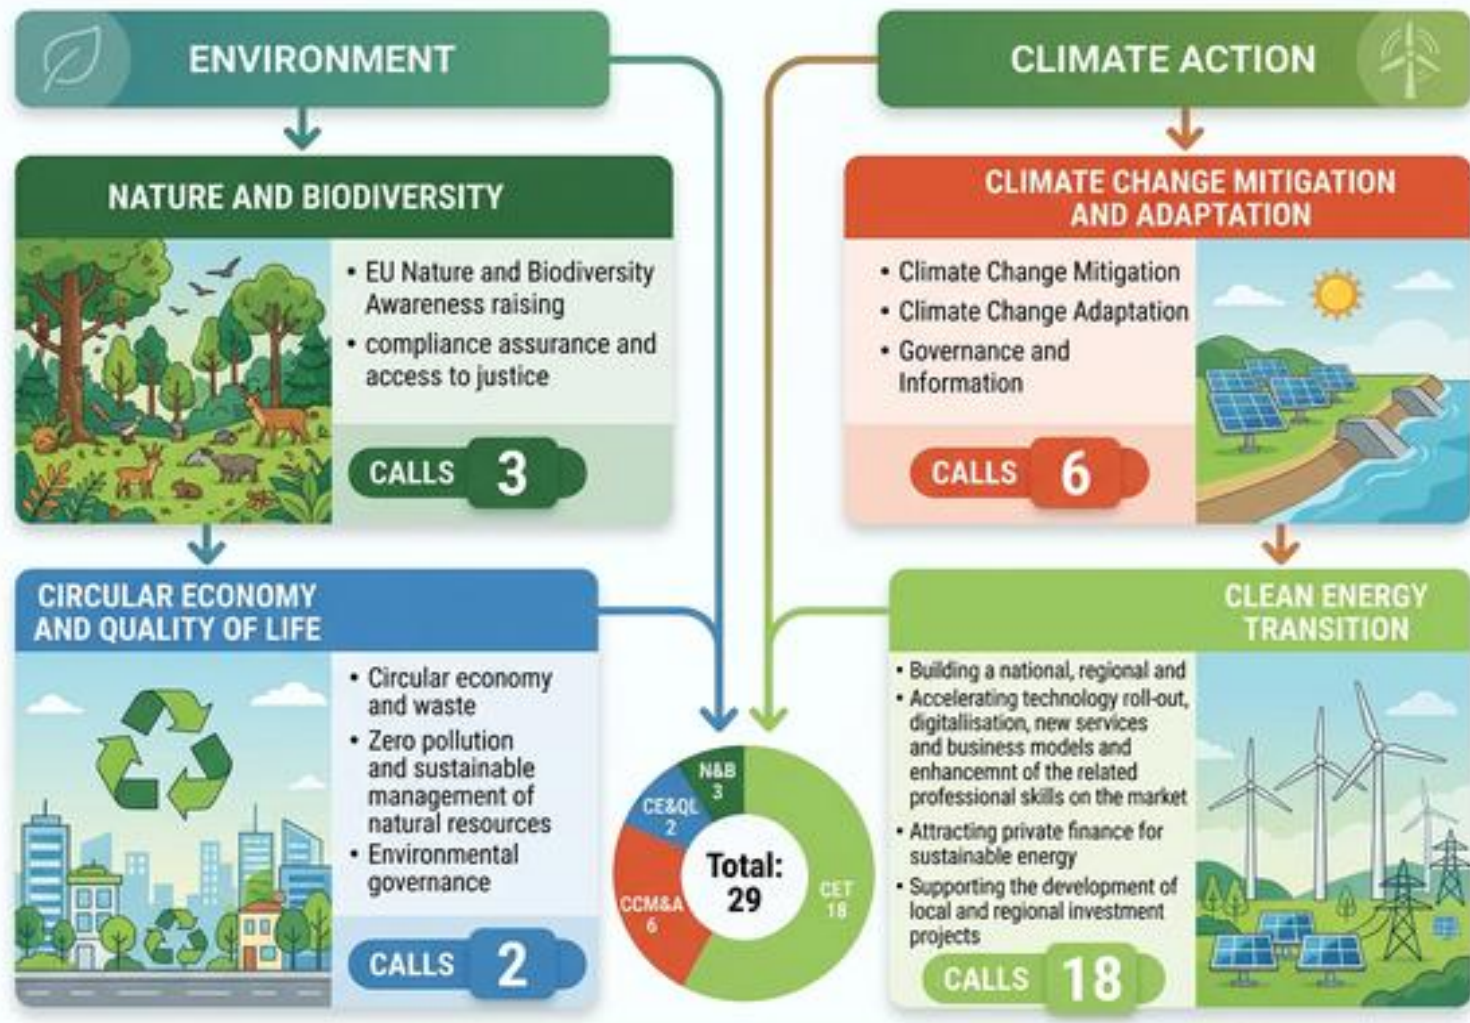 ENVIRONMENT
CLIMATE ACTION
NATURE AND BIODIVERSITY
• EU Nature and Biodiversity
Awareness raising
• compliance assurance and
access to justice
CALLS 3
CLIMATE CHANGE MITIGATION
AND ADAPTATION
• Climate Change Mitigation
• Climate Change Adaptation
• Governance and
Information
CALLS 6
CIRCULAR ECONOMY
AND QUALITY OF LIFE
• Circular economy
and waste
• Zero pollution
and sustainable
management of
natural resources
• Environmental
governance
CALLS 2
CLEAN ENERGY
TRANSITION
• Building a national, regional and
• Accelerating technology roll-out,
digitallisation, new services
and business models and
enhancemnt of the related
professional skills on the market
• Attracting private finance for
sustainable energy
• Supporting the development of
local and regional investment
projects
CALLS 18
N&B
3
CE&QL
2
CCM&A
6
CET
18
Total:
29